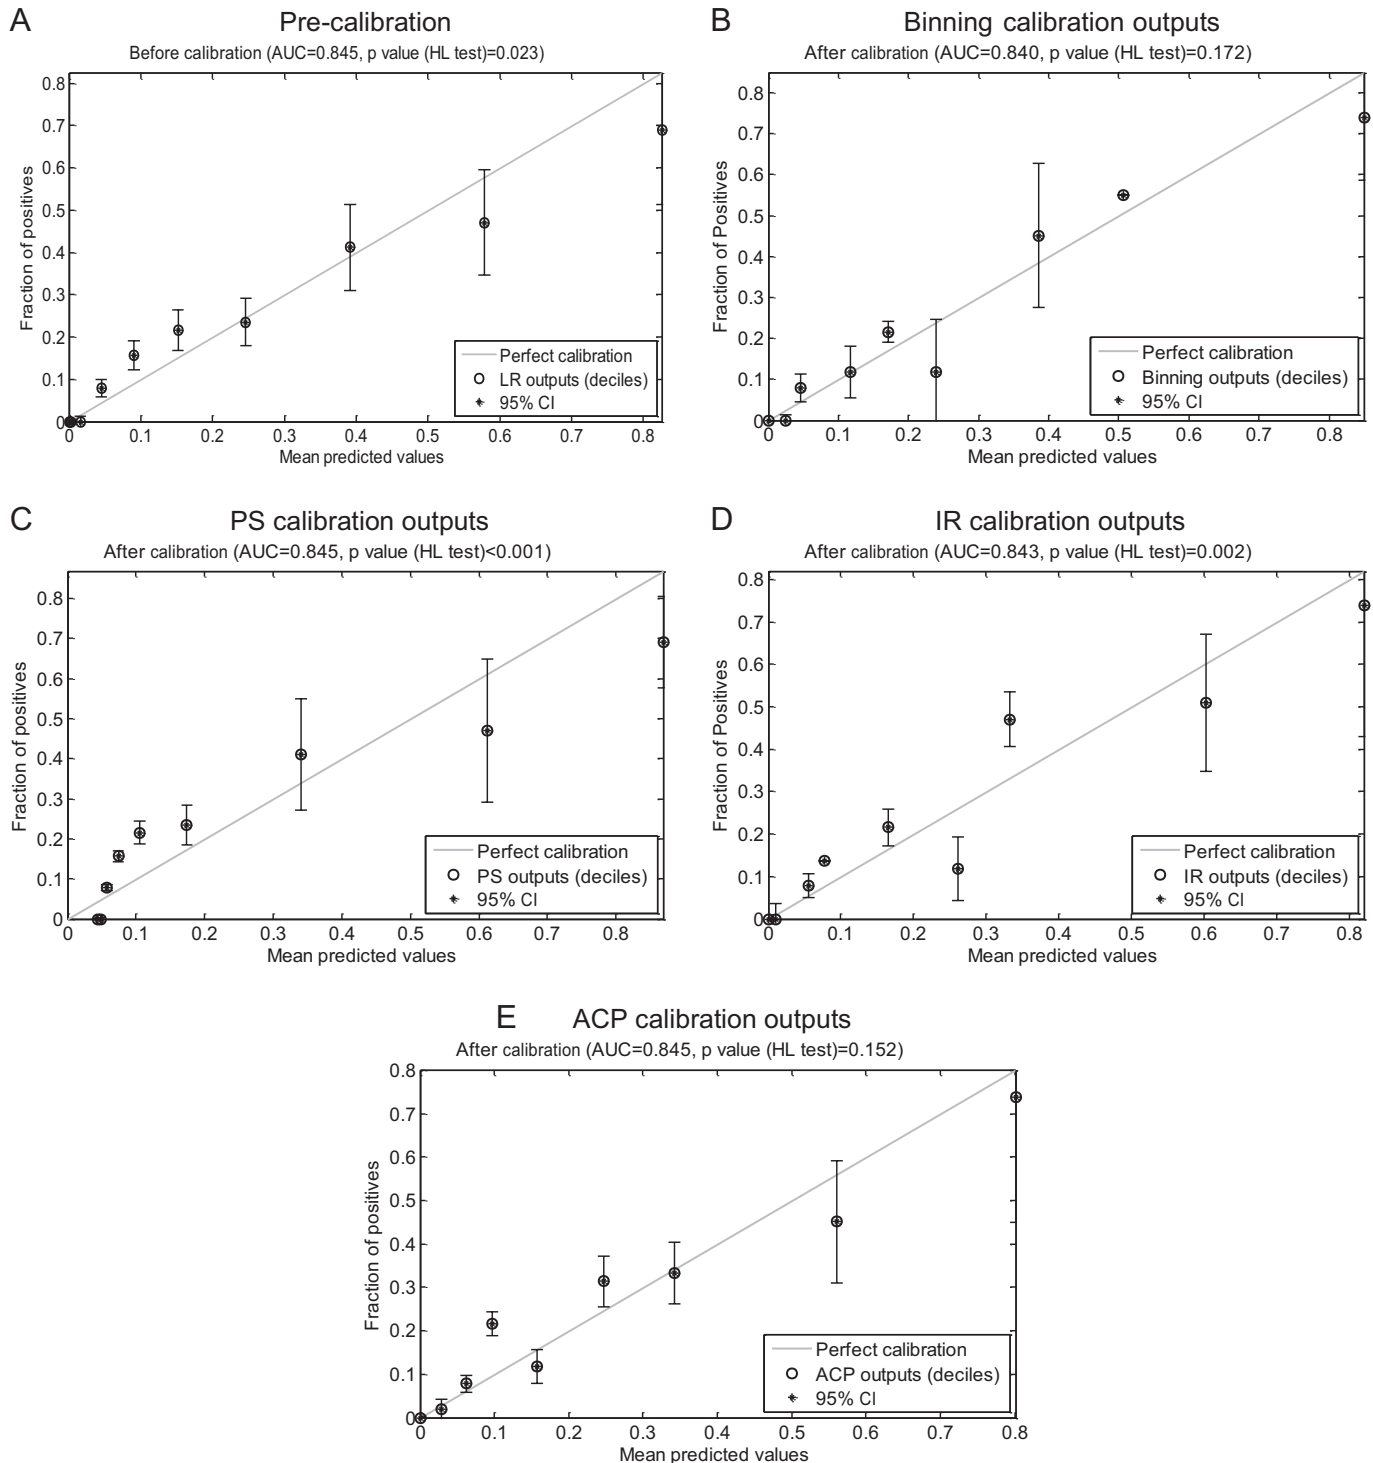 A
Pre-calibration
Before calibration (AUC=0.845, p value (HL test)=0.023)
Fraction of positives
0.8
0.7
0.6
0.5
0.4
0.3
0.2
0.1
0
0 0.1 0.2 0.3 0.4 0.5 0.6 0.7 0.8
Mean predicted values
Perfect calibration
LR outputs (deciles)
95% CI
B
Binning calibration outputs
After calibration (AUC=0.840, p value (HL test)=0.172)
Fraction of Positives
0.8
0.7
0.6
0.5
0.4
0.3
0.2
0.1
0
0 0.1 0.2 0.3 0.4 0.5 0.6 0.7 0.8
Mean predicted values
Perfect calibration
Binning outputs (deciles)
95% CI
C
PS calibration outputs
After calibration (AUC=0.845, p value (HL test)<0.001)
Fraction of positives
0.8
0.7
0.6
0.5
0.4
0.3
0.2
0.1
0
0 0.1 0.2 0.3 0.4 0.5 0.6 0.7 0.8
Mean predicted values
Perfect calibration
PS outputs (deciles)
95% CI
D
IR calibration outputs
After calibration (AUC=0.843, p value (HL test)=0.002)
Fraction of Positives
0.8
0.7
0.6
0.5
0.4
0.3
0.2
0.1
0
0 0.1 0.2 0.3 0.4 0.5 0.6 0.7 0.8
Mean predicted values
Perfect calibration
IR outputs (deciles)
95% CI
E
ACP calibration outputs
After calibration (AUC=0.845, p value (HL test)=0.152)
Fraction of positives
0.8
0.7
0.6
0.5
0.4
0.3
0.2
0.1
0
0 0.1 0.2 0.3 0.4 0.5 0.6 0.7 0.8
Mean predicted values
Perfect calibration
ACP outputs (deciles)
95% CI